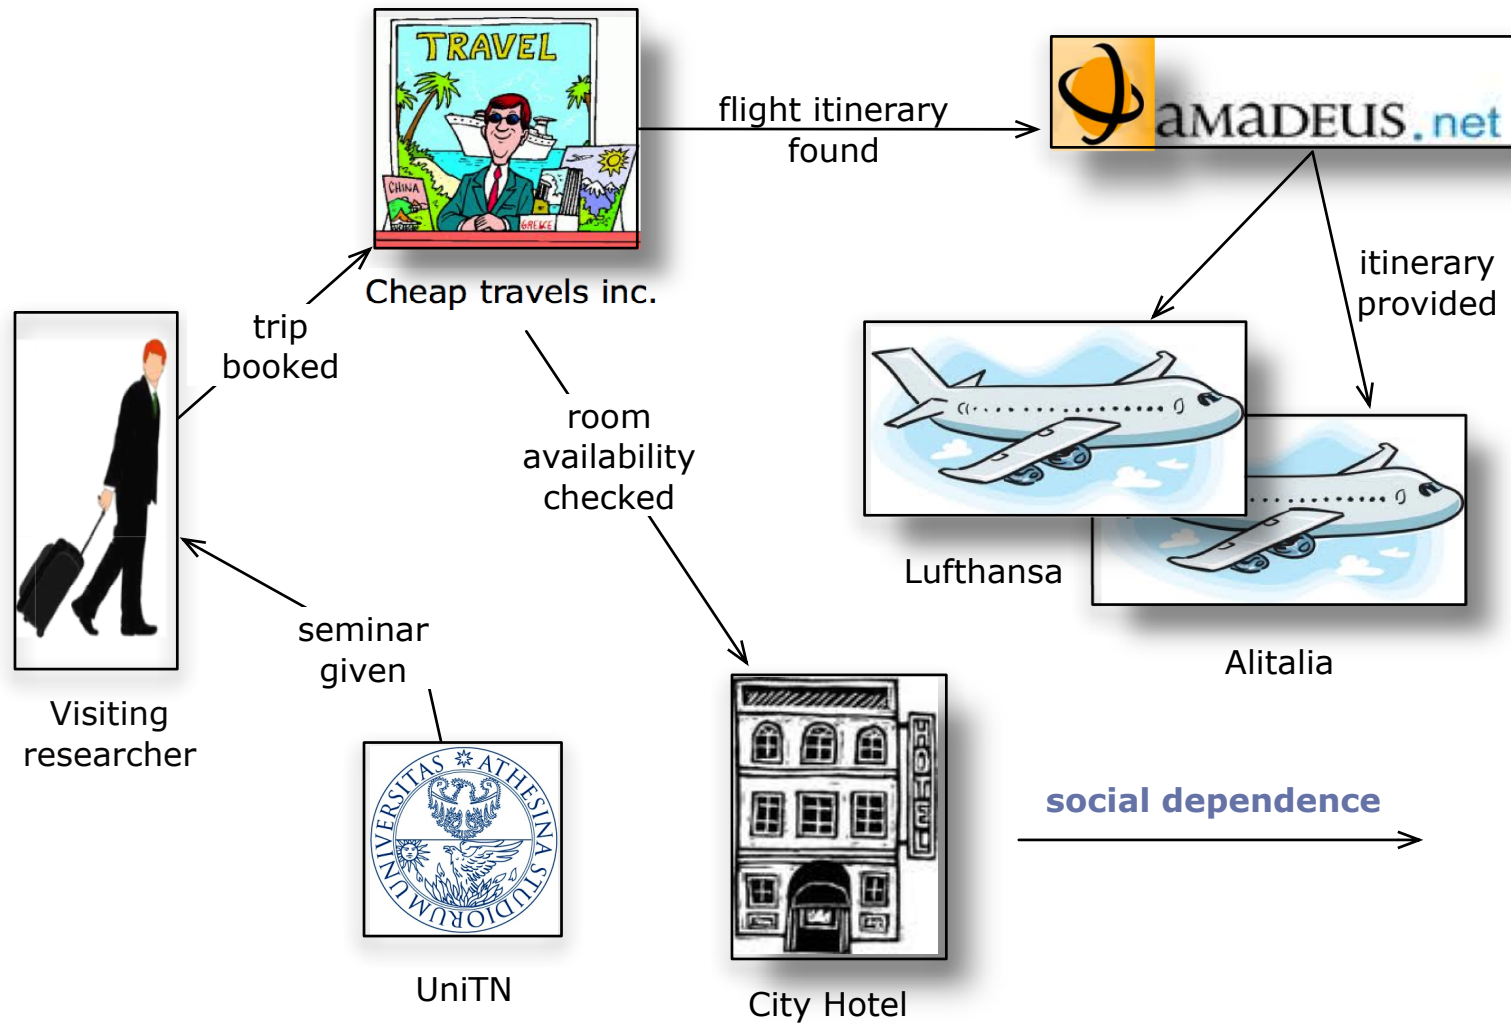 TRAVEL
CHINA
GREECE
Cheap travels inc.
flight itinerary
found
amaDEUS.net
trip
booked
itinerary
provided
room
availability
checked
Lufthansa
Alitalia
seminar
given
Visiting
researcher
UNIVERSITAS ATHESINA STUDIORUM
UniTN
HOTEL
City Hotel
social dependence